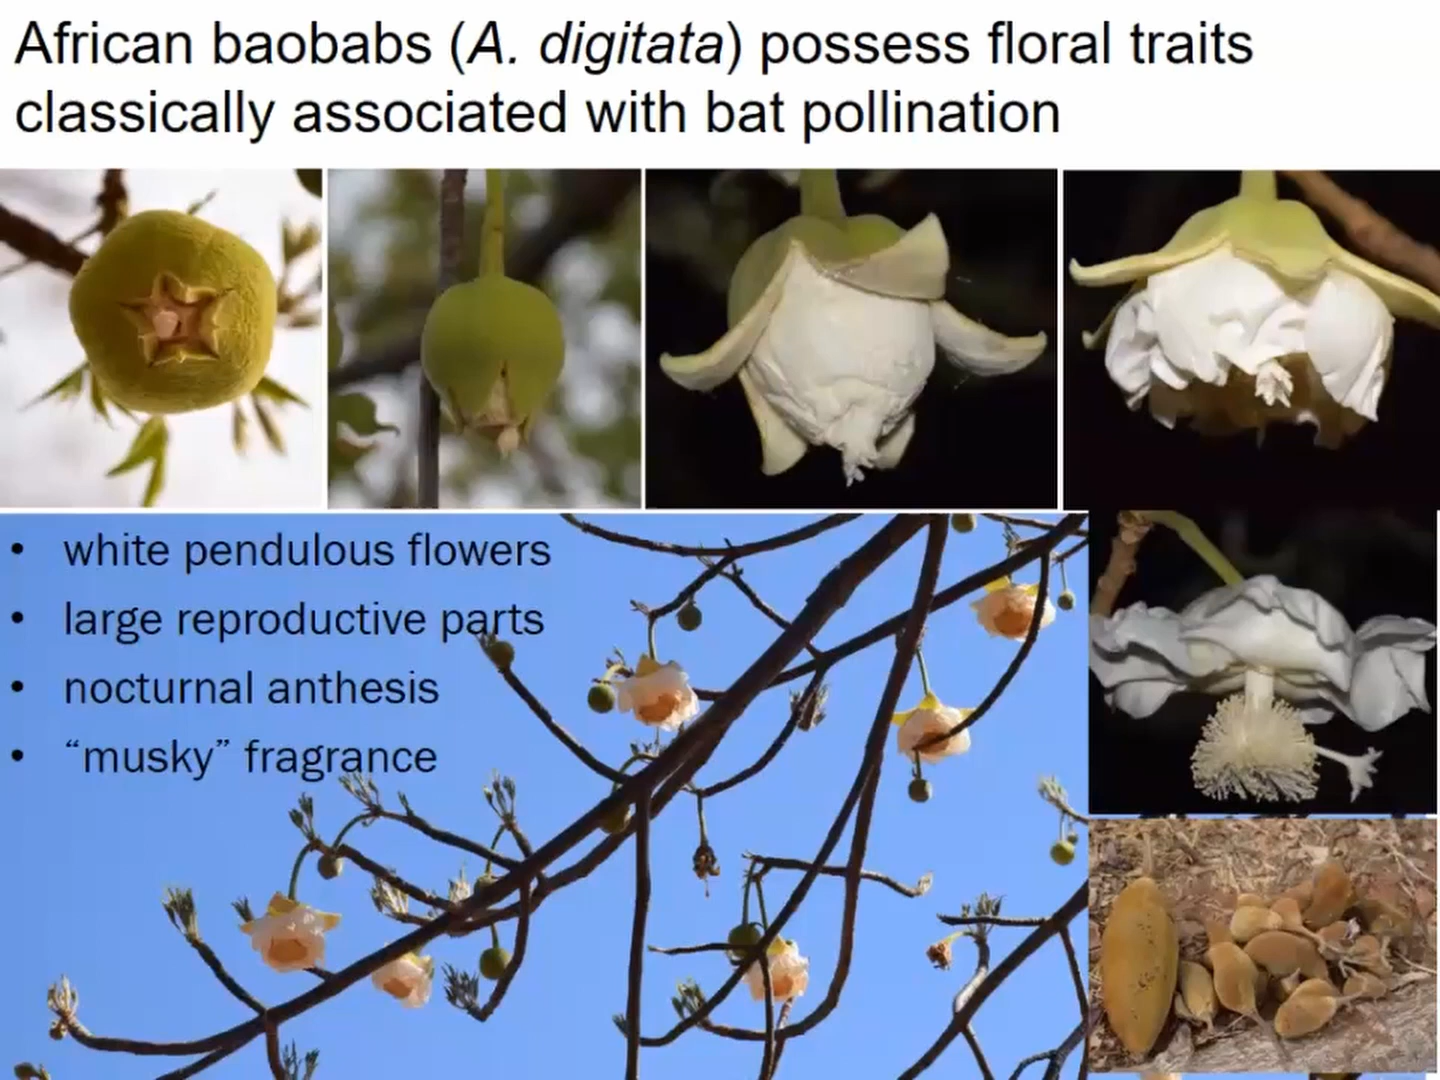 African baobabs (A. digitata) possess floral traits
classically associated with bat pollination
• white pendulous flowers
• large reproductive parts
• nocturnal anthesis
• “musky” fragrance